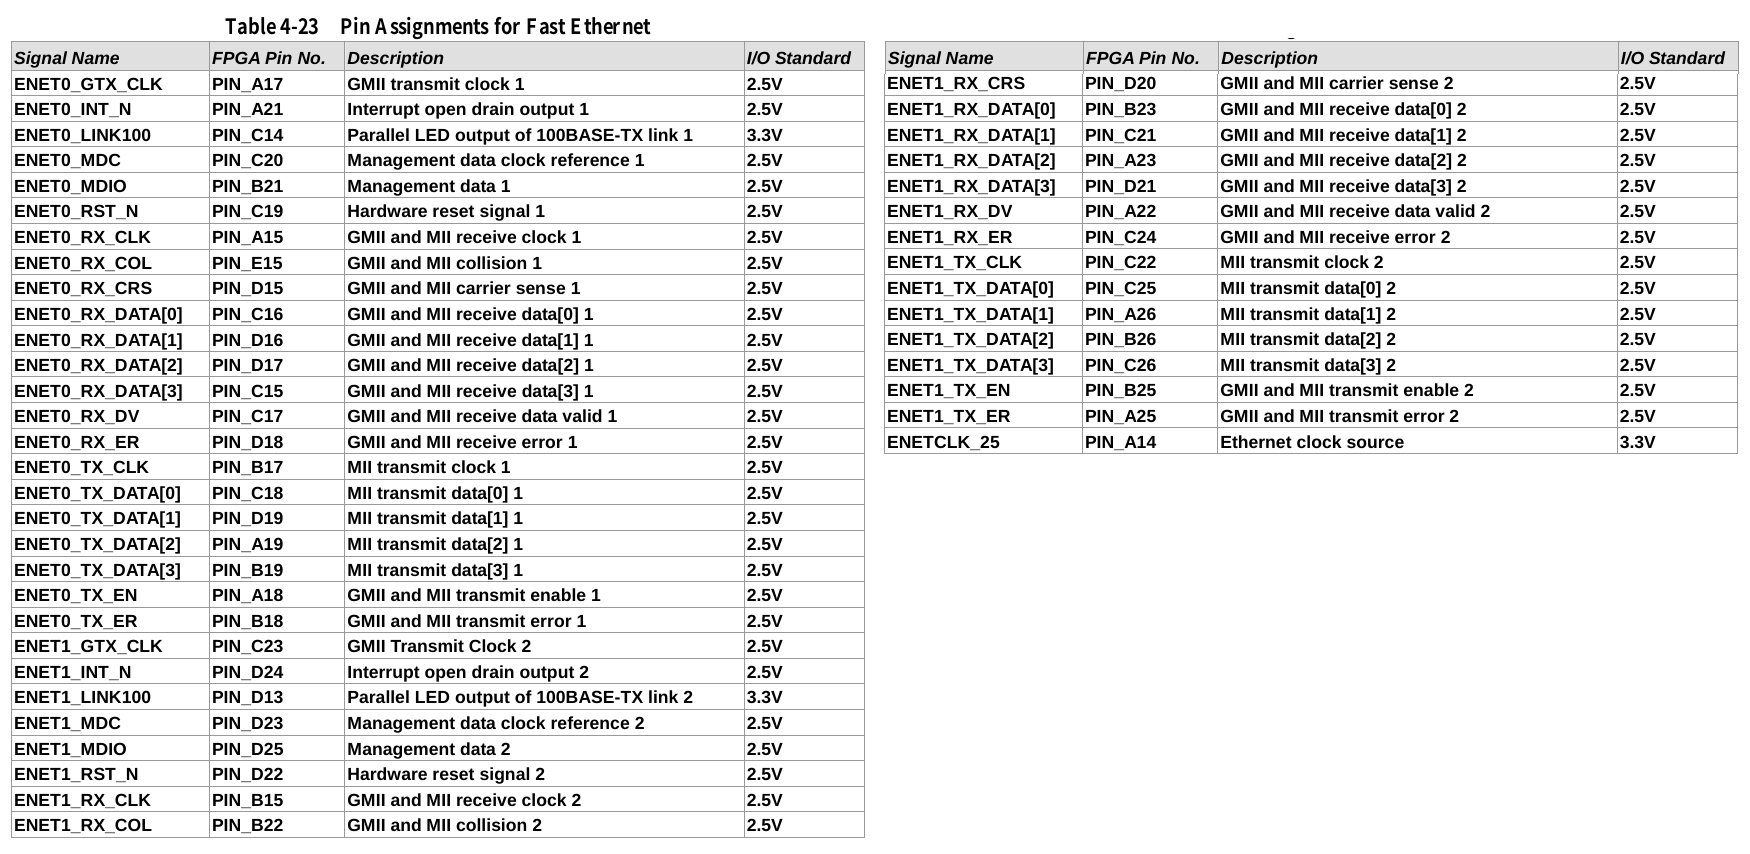 Table 4-23 Pin Assignments for Fast Ethernet
Signal Name FPGA Pin No. Description I/O Standard
ENET0_GTX_CLK PIN_A17 GMII transmit clock 1 2.5V
ENET0_INT_N PIN_A21 Interrupt open drain output 1 2.5V
ENET0_LINK100 PIN_C14 Parallel LED output of 100BASE-TX link 1 3.3V
ENET0_MDC PIN_C20 Management data clock reference 1 2.5V
ENET0_MDIO PIN_B21 Management data 1 2.5V
ENET0_RST_N PIN_C19 Hardware reset signal 1 2.5V
ENET0_RX_CLK PIN_A15 GMII and MII receive clock 1 2.5V
ENET0_RX_COL PIN_E15 GMII and MII collision 1 2.5V
ENET0_RX_CRS PIN_D15 GMII and MII carrier sense 1 2.5V
ENET0_RX_DATA[0] PIN_C16 GMII and MII receive data[0] 1 2.5V
ENET0_RX_DATA[1] PIN_D16 GMII and MII receive data[1] 1 2.5V
ENET0_RX_DATA[2] PIN_D17 GMII and MII receive data[2] 1 2.5V
ENET0_RX_DATA[3] PIN_C15 GMII and MII receive data[3] 1 2.5V
ENET0_RX_DV PIN_C17 GMII and MII receive data valid 1 2.5V
ENET0_RX_ER PIN_D18 GMII and MII receive error 1 2.5V
ENET0_TX_CLK PIN_B17 MII transmit clock 1 2.5V
ENET0_TX_DATA[0] PIN_C18 MII transmit data[0] 1 2.5V
ENET0_TX_DATA[1] PIN_D19 MII transmit data[1] 1 2.5V
ENET0_TX_DATA[2] PIN_A19 MII transmit data[2] 1 2.5V
ENET0_TX_DATA[3] PIN_B19 MII transmit data[3] 1 2.5V
ENET0_TX_EN PIN_A18 GMII and MII transmit enable 1 2.5V
ENET0_TX_ER PIN_B18 GMII and MII transmit error 1 2.5V
ENET1_GTX_CLK PIN_C23 GMII Transmit Clock 2 2.5V
ENET1_INT_N PIN_D24 Interrupt open drain output 2 2.5V
ENET1_LINK100 PIN_D13 Parallel LED output of 100BASE-TX link 2 3.3V
ENET1_MDC PIN_D23 Management data clock reference 2 2.5V
ENET1_MDIO PIN_D25 Management data 2 2.5V
ENET1_RST_N PIN_D22 Hardware reset signal 2 2.5V
ENET1_RX_CLK PIN_B15 GMII and MII receive clock 2 2.5V
ENET1_RX_COL PIN_B22 GMII and MII collision 2 2.5V
Signal Name FPGA Pin No. Description I/O Standard
ENET1_RX_CRS PIN_D20 GMII and MII carrier sense 2 2.5V
ENET1_RX_DATA[0] PIN_B23 GMII and MII receive data[0] 2 2.5V
ENET1_RX_DATA[1] PIN_C21 GMII and MII receive data[1] 2 2.5V
ENET1_RX_DATA[2] PIN_A23 GMII and MII receive data[2] 2 2.5V
ENET1_RX_DATA[3] PIN_D21 GMII and MII receive data[3] 2 2.5V
ENET1_RX_DV PIN_A22 GMII and MII receive data valid 2 2.5V
ENET1_RX_ER PIN_C24 GMII and MII receive error 2 2.5V
ENET1_TX_CLK PIN_C22 MII transmit clock 2 2.5V
ENET1_TX_DATA[0] PIN_C25 MII transmit data[0] 2 2.5V
ENET1_TX_DATA[1] PIN_A26 MII transmit data[1] 2 2.5V
ENET1_TX_DATA[2] PIN_B26 MII transmit data[2] 2 2.5V
ENET1_TX_DATA[3] PIN_C26 MII transmit data[3] 2 2.5V
ENET1_TX_EN PIN_B25 GMII and MII transmit enable 2 2.5V
ENET1_TX_ER PIN_A25 GMII and MII transmit error 2 2.5V
ENETCLK_25 PIN_A14 Ethernet clock source 3.3V